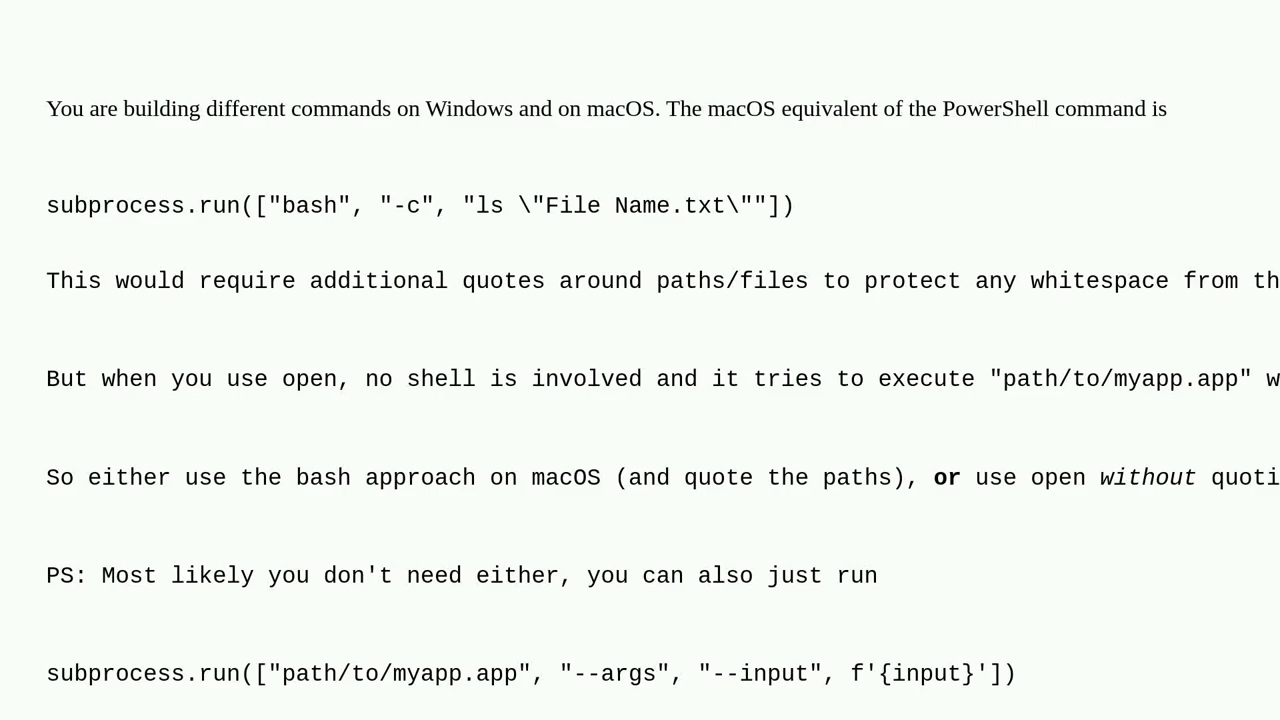 You are building different commands on Windows and on macOS. The macOS equivalent of the PowerShell command is
subprocess.run(["bash", "-c", "ls \"File Name.txt\""])
This would require additional quotes around paths/files to protect any whitespace from
But when you use open, no shell is involved and it tries to execute "path/to/myapp.app"
So either use the bash approach on macOS (and quote the paths), or use open without
PS: Most likely you don't need either, you can also just run
subprocess.run(["path/to/myapp.app", "--args", "--input", f'{input}'])